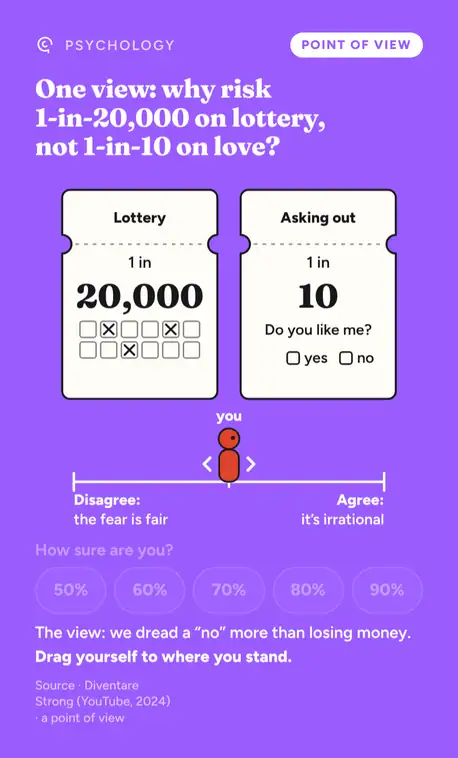 PSYCHOLOGY
POINT OF VIEW
One view: why risk
1-in-20,000 on lottery,
not 1-in-10 on love?
Lottery
1 in
20,000
Asking out
1 in
10
Do you like me?
yes no
you
Disagree:
the fear is fair
Agree:
it's irrational
How sure are you?
50% 60% 70% 80% 90%
The view: we dread a “no” more than losing money.
Drag yourself to where you stand.
Source · Diventare
Strong (YouTube, 2024)
· a point of view